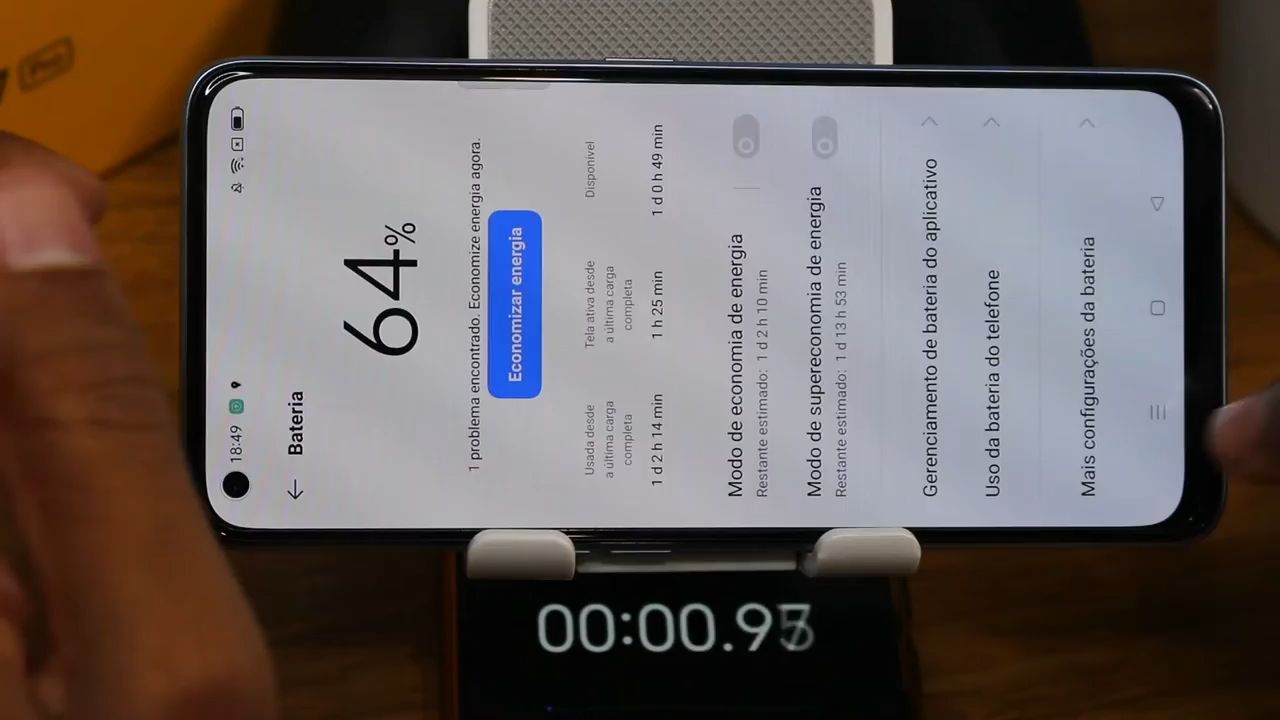 Pro
18:49
Bateria
64%
1 problema encontrado. Economize energia agora.
Economizar energia
Usada desde
a última carga
completa
1 d 2 h 14 min
Tela ativa desde
a última carga
completa
1 h 25 min
Disponível
1 d 0 h 49 min
Modo de economia de energia
Restante estimado: 1 d 2 h 10 min
Modo de supereconomia de energia
Restante estimado: 1 d 13 h 53 min
Gerenciamento de bateria do aplicativo
Uso da bateria do telefone
Mais configurações da bateria